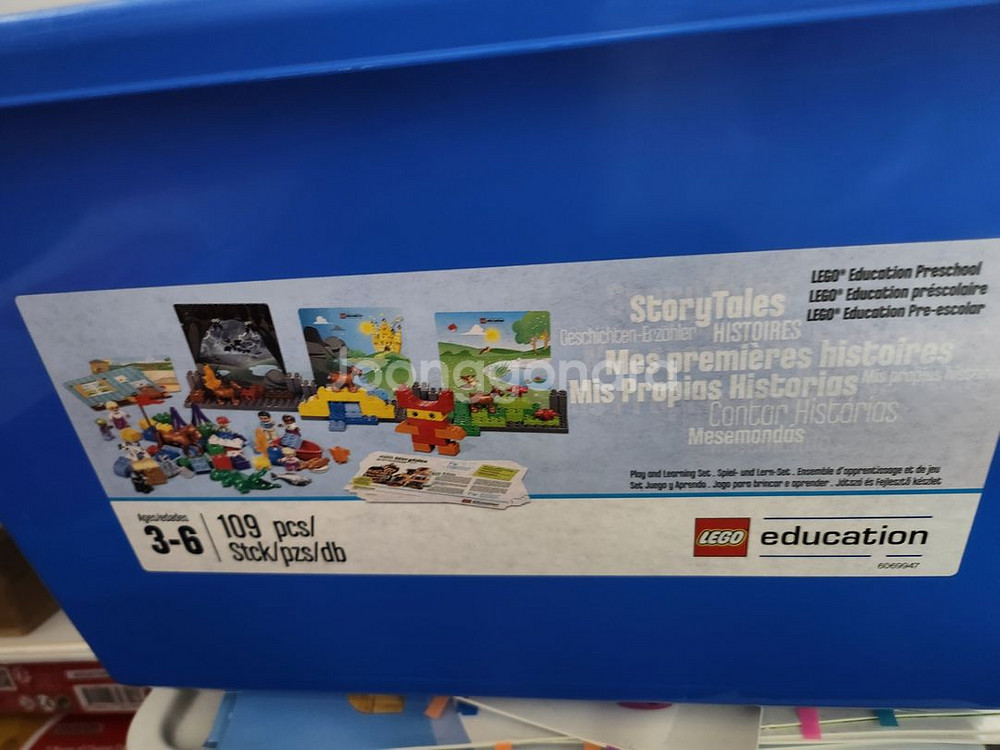 LEGO® Education Preschool
LEGO® Education préscolaire
LEGO® Education Pre-escolar
StoryTales
Geschichten-Erzähler HISTOIRES
Mes premières histoires
Mis Propias Historias
Contar Histórias
Mesemondás
Joonggonara
Play and Learning Set . Spiel- und Lern-Set . Ensemble d'apprentissage et de jeu
Set Juego y Aprendo . Jogo para brincar e aprender . Játszó és Fejlesztő készlet
Ages/edades
3-6
109 pcs/
Stck/pzs/db
LEGO education
6069947